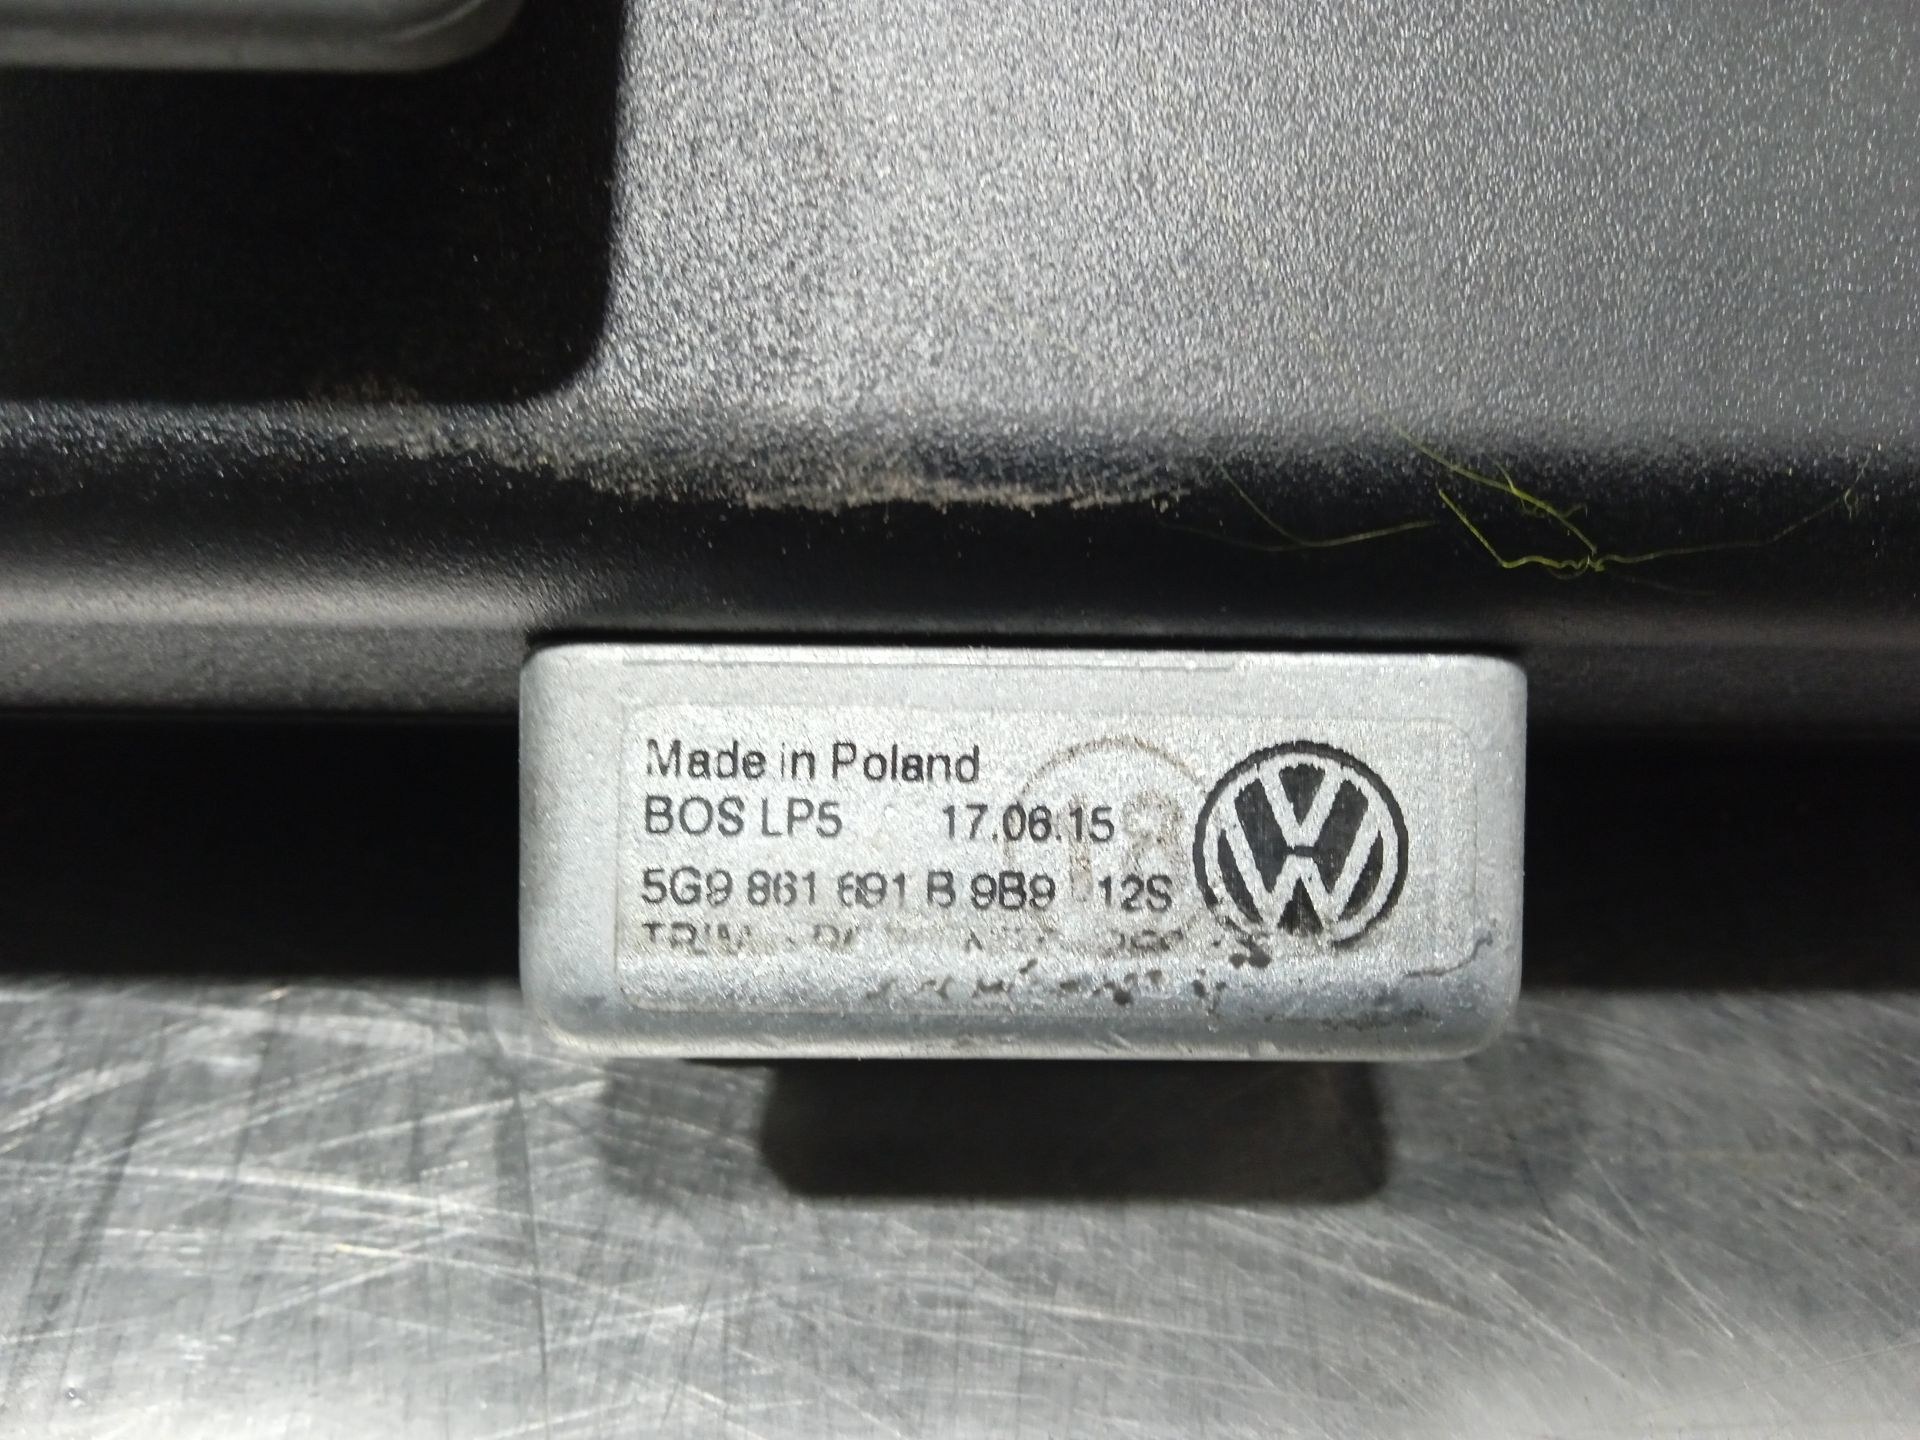 Made in Poland
BOS LP5 17.06.15
5G9 861 691 B 9B9 12S